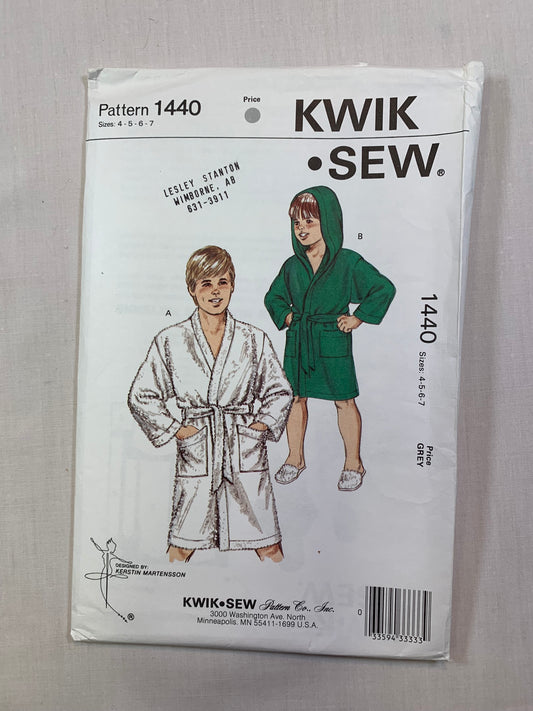 Pattern 1440
Sizes: 4 - 5 - 6 - 7
Price
KWIK
•SEW®
LESLEY STANTON
WIMBORNE, AB
631-3911
A
B
1440
Sizes: 4-5-6-7
Price
GREY
DESIGNED BY:
KERSTIN MARTENSSON
®
KWIK•SEW Pattern Co., Inc.
3000 Washington Ave. North
Minneapolis, MN 55411-1699 U.S.A.
0
33594 33333